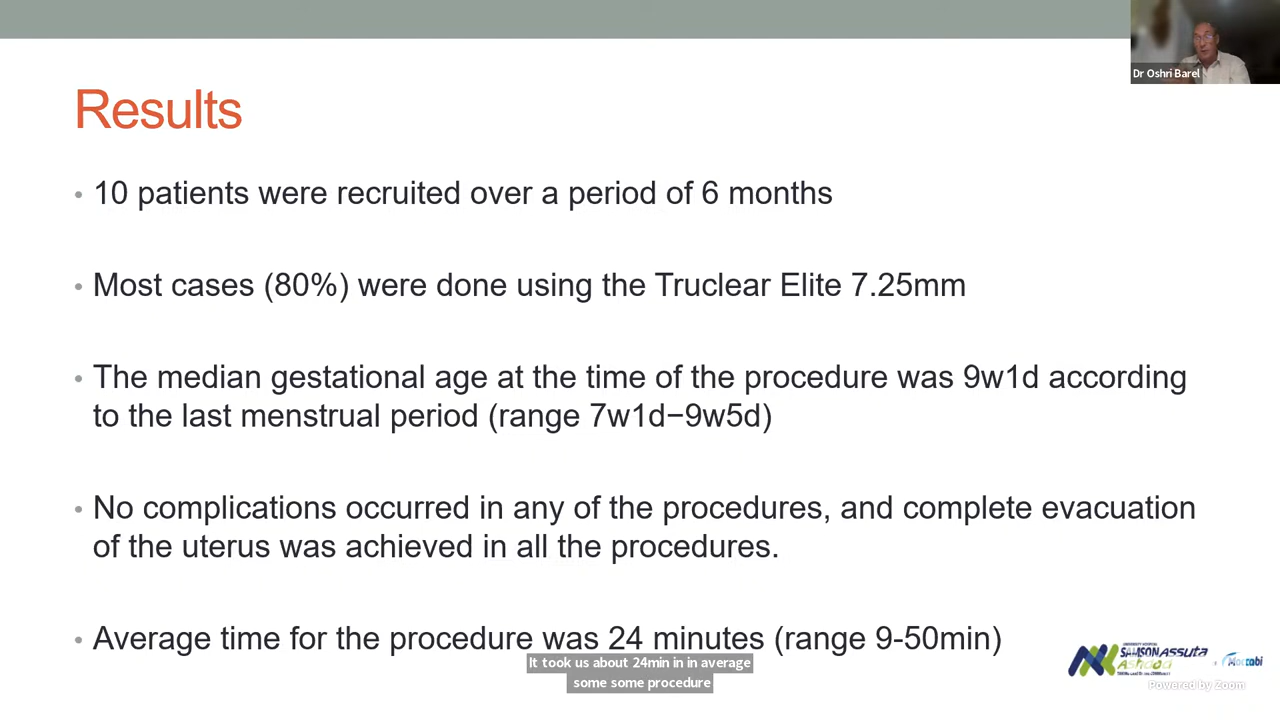 Dr Oshri Barel
Results
• 10 patients were recruited over a period of 6 months
• Most cases (80%) were done using the Truclear Elite 7.25mm
• The median gestational age at the time of the procedure was 9w1d according
to the last menstrual period (range 7w1d–9w5d)
• No complications occurred in any of the procedures, and complete evacuation
of the uterus was achieved in all the procedures.
• Average time for the procedure was 24 minutes (range 9-50min)
It took us about 24min in in average
some some procedure
SAMSON ASSUTA
Ashdod
Maccabi
Powered by Zoom